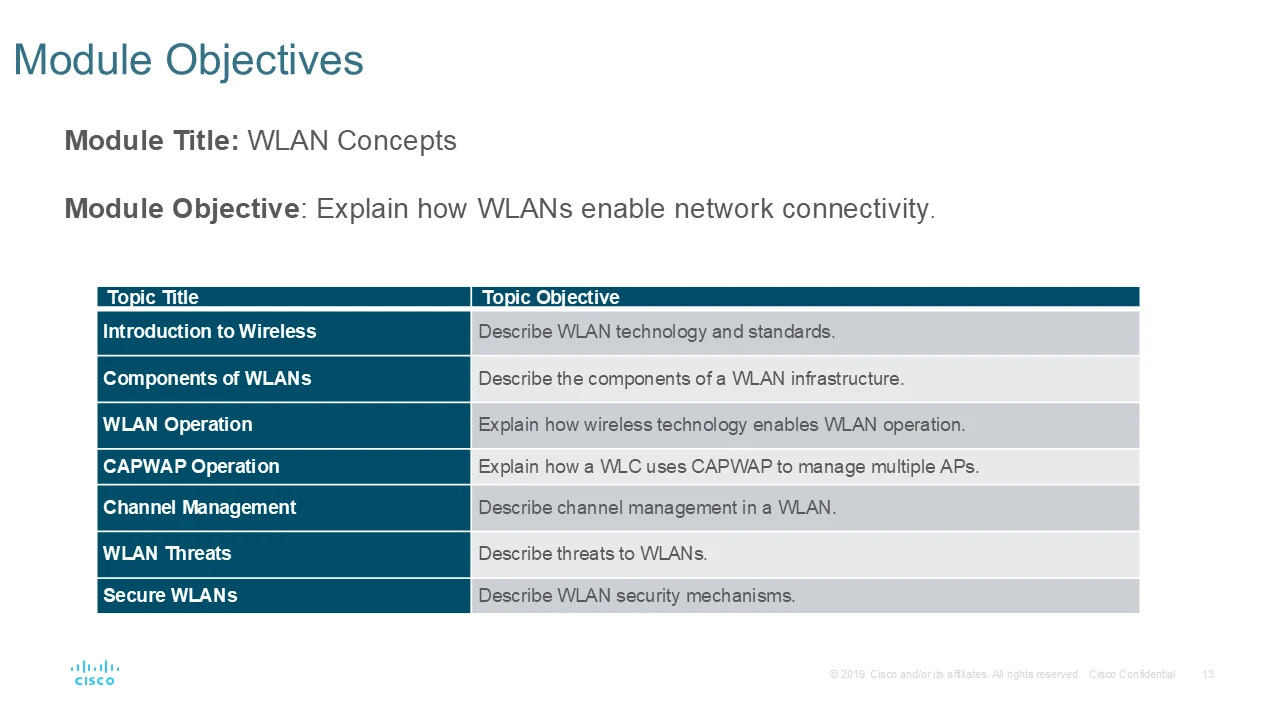 Module Objectives
Module Title: WLAN Concepts
Module Objective: Explain how WLANs enable network connectivity.
Topic Title Topic Objective
Introduction to Wireless Describe WLAN technology and standards.
Components of WLANs Describe the components of a WLAN infrastructure.
WLAN Operation Explain how wireless technology enables WLAN operation.
CAPWAP Operation Explain how a WLC uses CAPWAP to manage multiple APs.
Channel Management Describe channel management in a WLAN.
WLAN Threats Describe threats to WLANs.
Secure WLANs Describe WLAN security mechanisms.
CISCO
© 2019 Cisco and/or its affiliates. All rights reserved. Cisco Confidential 13